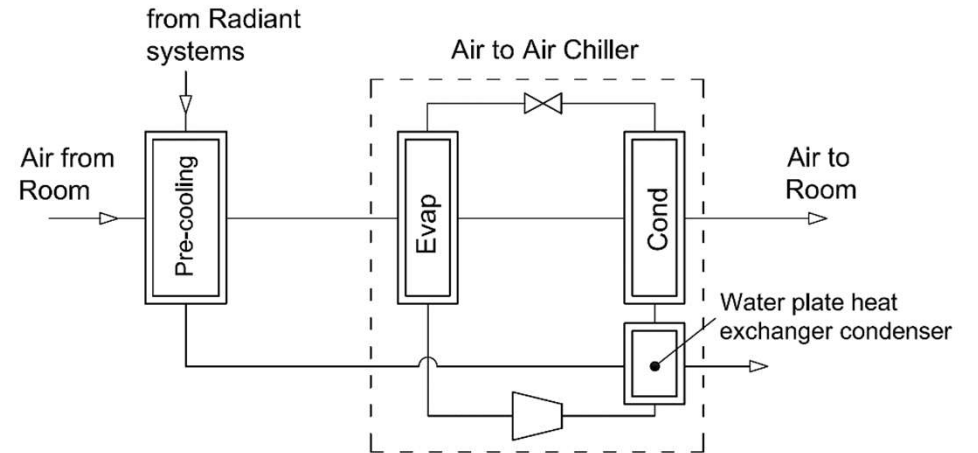 from Radiant
systems
Air to Air Chiller
Air from
Room
Pre-cooling
Evap
Cond
Air to
Room
Water plate heat
exchanger condenser